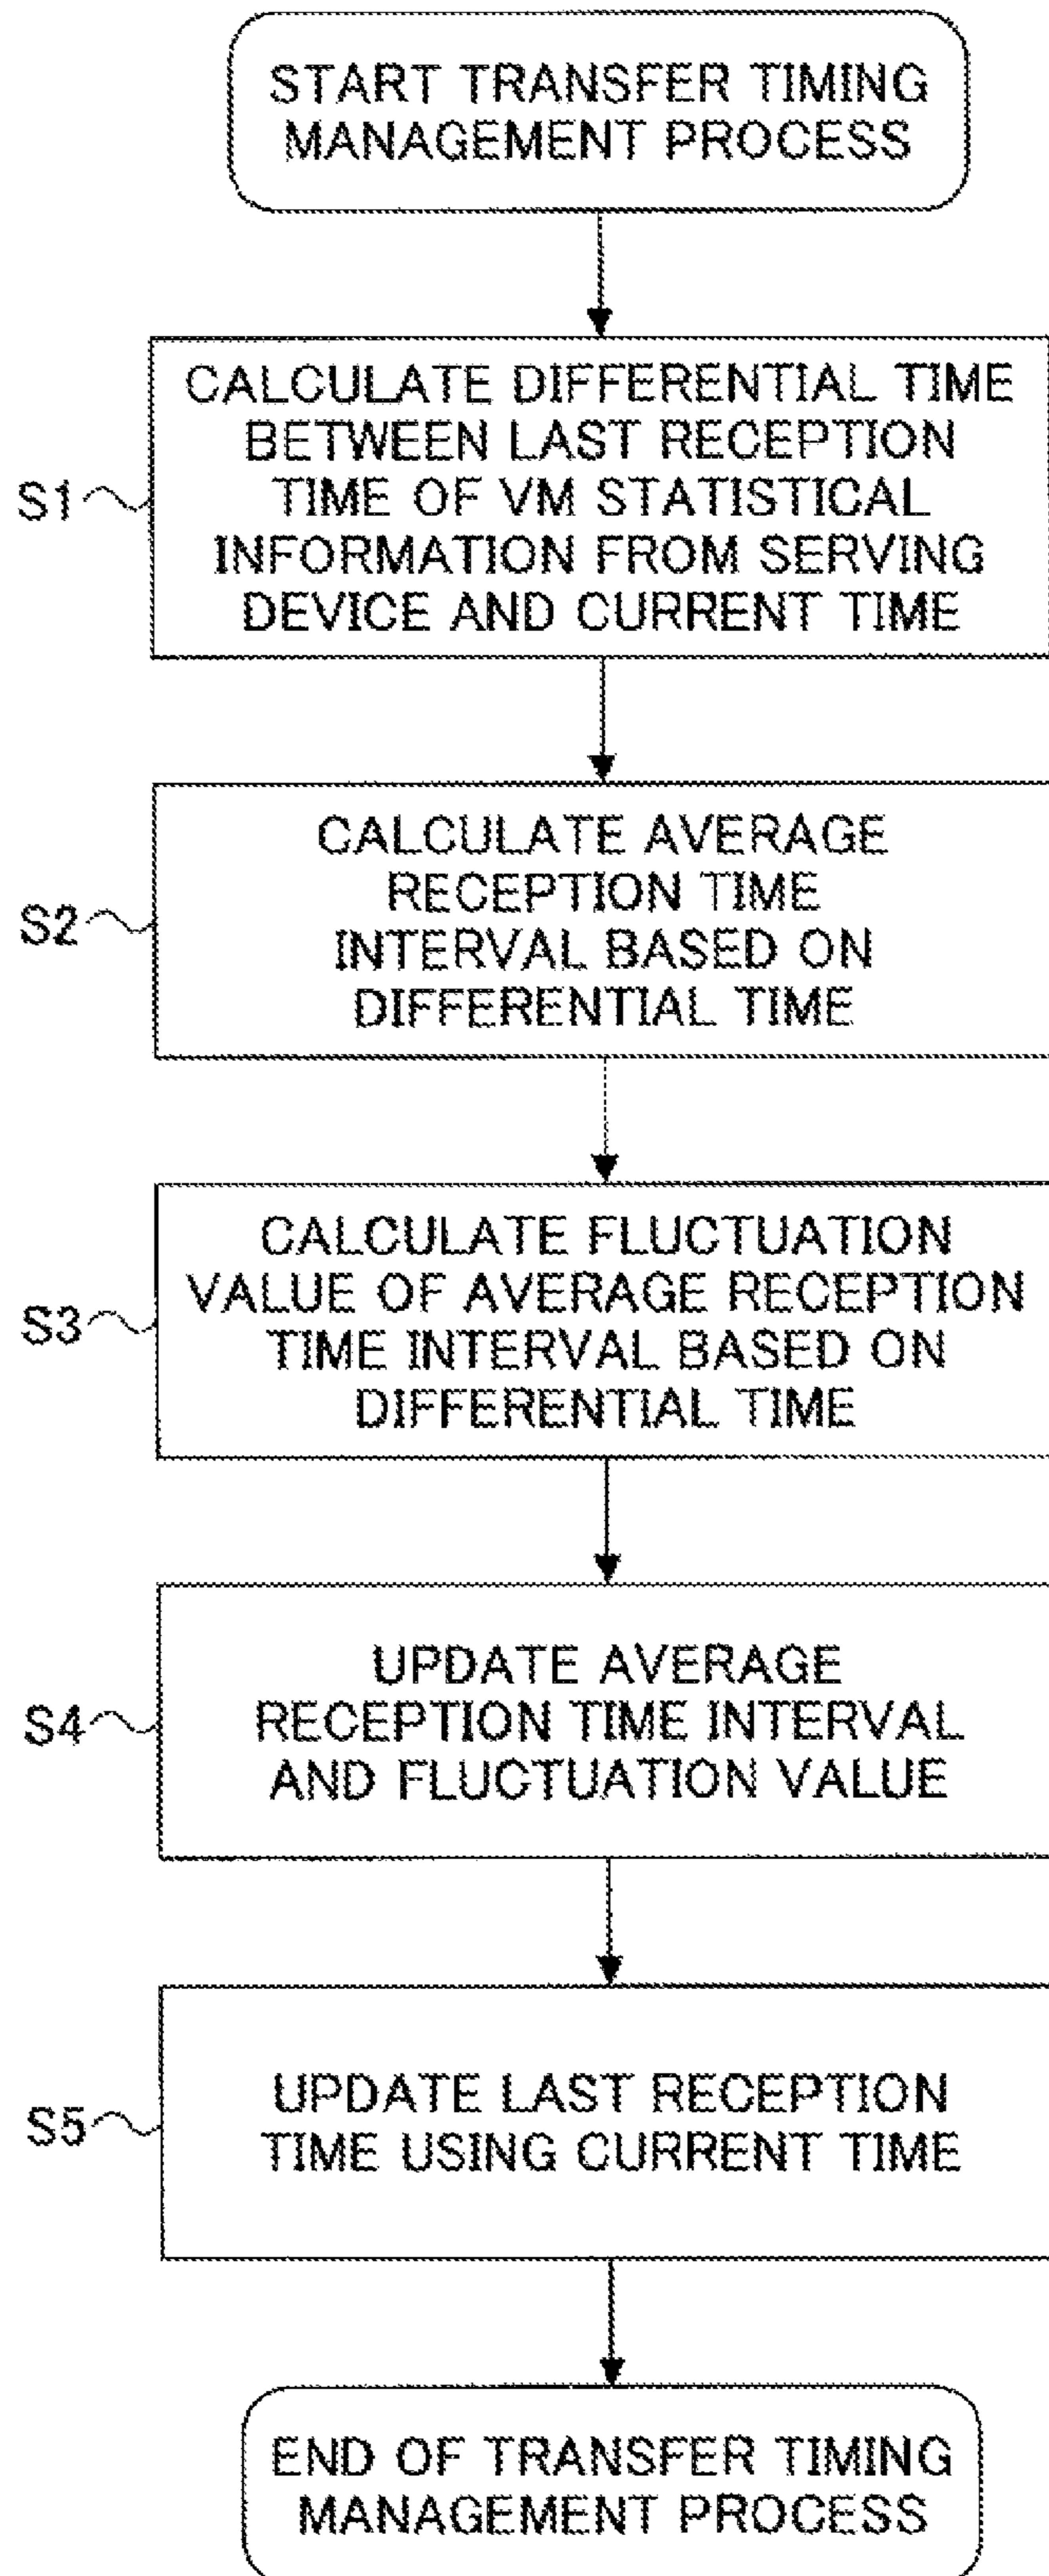 START TRANSFER TIMING
MANAGEMENT PROCESS
S1
CALCULATE DIFFERENTIAL TIME
BETWEEN LAST RECEPTION
TIME OF VM STATISTICAL
INFORMATION FROM SERVING
DEVICE AND CURRENT TIME
S2
CALCULATE AVERAGE
RECEPTION TIME
INTERVAL BASED ON
DIFFERENTIAL TIME
S3
CALCULATE FLUCTUATION
VALUE OF AVERAGE RECEPTION
TIME INTERVAL BASED ON
DIFFERENTIAL TIME
S4
UPDATE AVERAGE
RECEPTION TIME INTERVAL
AND FLUCTUATION VALUE
S5
UPDATE LAST RECEPTION
TIME USING CURRENT TIME
END OF TRANSFER TIMING
MANAGEMENT PROCESS